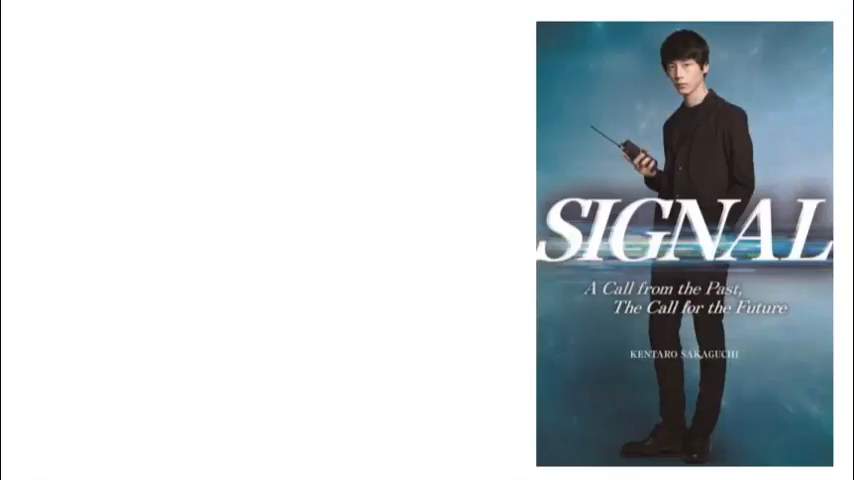 SIGNAL
A Call from the Past,
The Call for the Future
KENTARO SAKAGUCHI